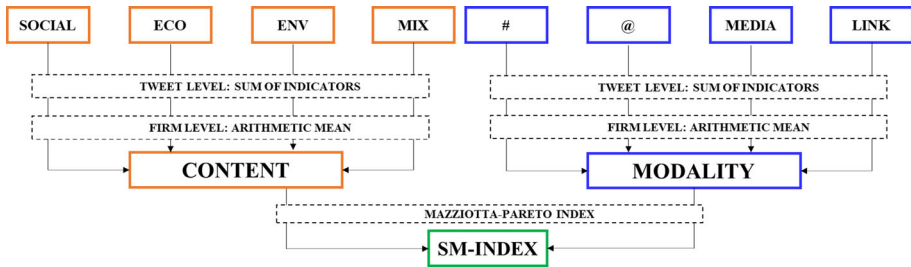 SOCIAL ECO ENV MIX # @ MEDIA LINK
TWEET LEVEL: SUM OF INDICATORS TWEET LEVEL: SUM OF INDICATORS
FIRM LEVEL: ARITHMETIC MEAN FIRM LEVEL: ARITHMETIC MEAN
CONTENT MODALITY
MAZZIOTTA-PARETO INDEX
SM-INDEX